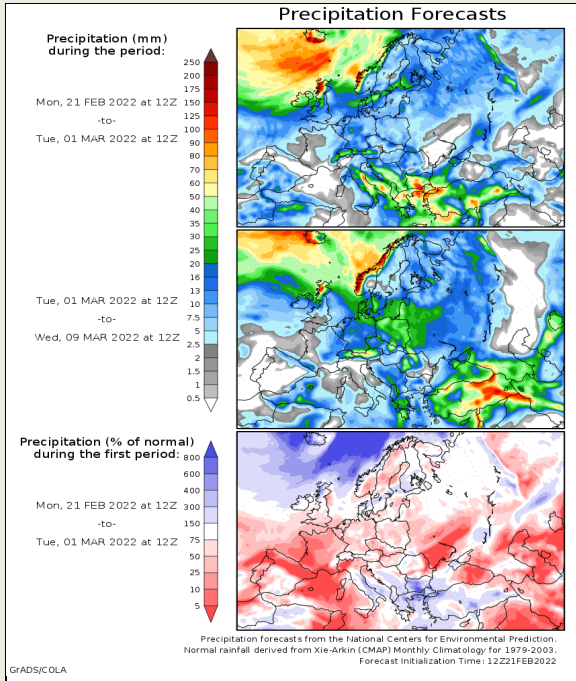 Precipitation Forecasts
Precipitation (mm)
during the period:
250
200
175
150
125
100
90
80
70
60
50
40
35
30
25
20
16
13
10
7.5
5
2.5
2
1.5
1
0.5
Mon, 21 FEB 2022 at 12Z
-to-
Tue, 01 MAR 2022 at 12Z
Tue, 01 MAR 2022 at 12Z
-to-
Wed, 09 MAR 2022 at 12Z
Precipitation (% of normal)
during the first period:
800
600
400
300
150
75
50
25
10
5
Mon, 21 FEB 2022 at 12Z
-to-
Tue, 01 MAR 2022 at 12Z
Precipitation forecasts from the National Centers for Environmental Prediction.
Normal rainfall derived from Xie-Arkin (CMAP) Monthly Climatology for 1979-2003.
Forecast Initialization Time: 12Z21FEB2022
GrADS/COLA